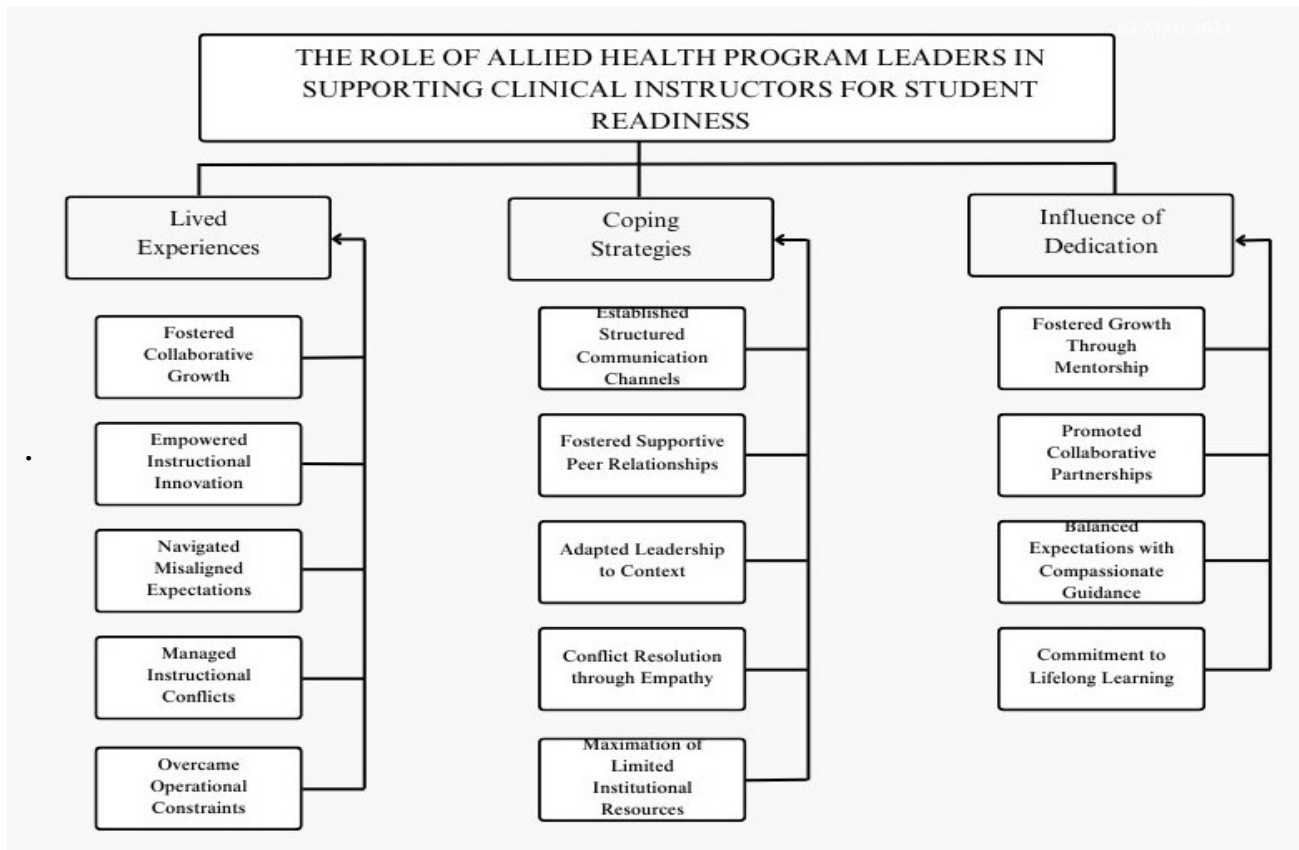 THE ROLE OF ALLIED HEALTH PROGRAM LEADERS IN
SUPPORTING CLINICAL INSTRUCTORS FOR STUDENT
READINESS
Lived
Experiences
Fostered
Collaborative
Growth
Empowered
Instructional
Innovation
Navigated
Misaligned
Expectations
Managed
Instructional
Conflicts
Overcame
Operational
Constraints
Coping
Strategies
Established
Structured
Communication
Channels
Fostered Supportive
Peer Relationships
Adapted Leadership
to Context
Conflict Resolution
through Empathy
Maximation of
Limited
Institutional
Resources
Influence of
Dedication
Fostered Growth
Through
Mentorship
Promoted
Collaborative
Partnerships
Balanced
Expectations with
Compassionate
Guidance
Commitment to
Lifelong Learning